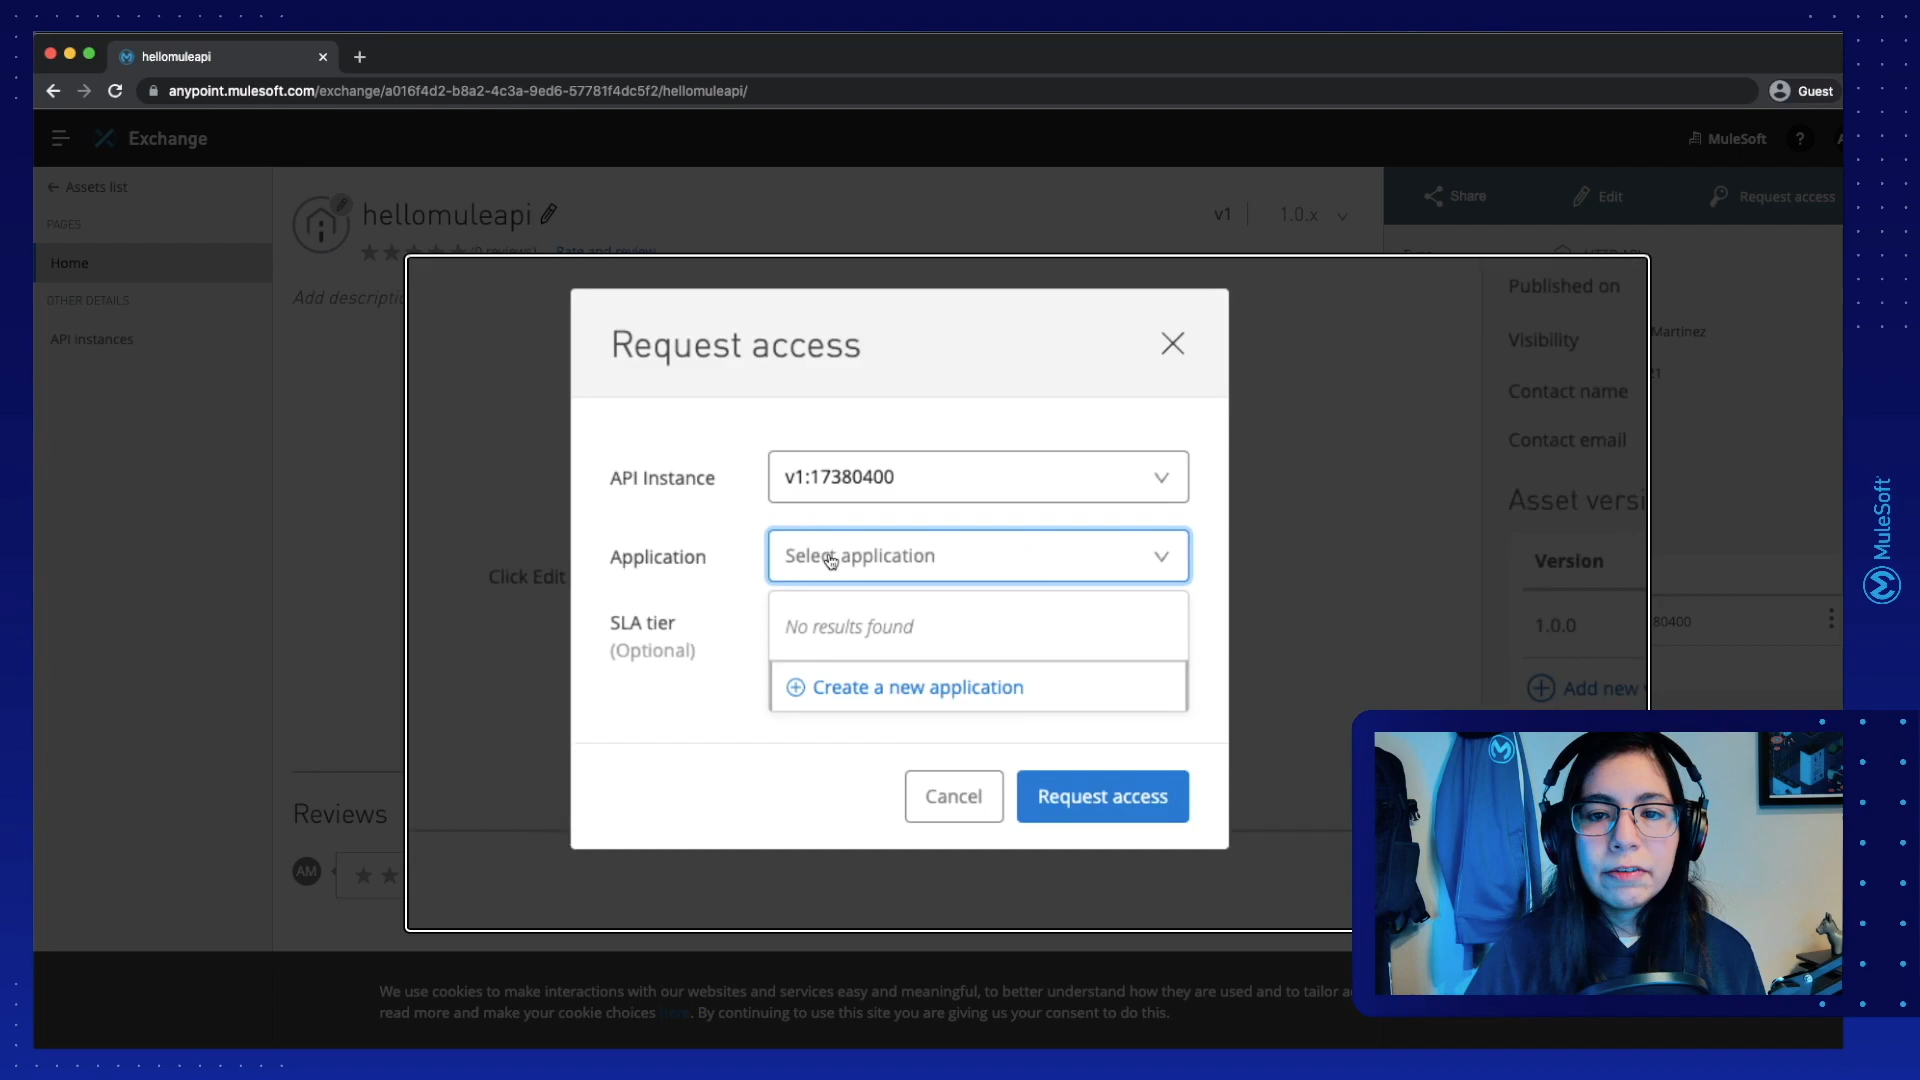 hellomuleapi
anypoint.mulesoft.com/exchange/a016f4d2-b8a2-4c3a-9ed6-57781f4dc5f2/hellomuleapi/
Guest
Exchange
MuleSoft
?
Assets list
PAGES
Home
OTHER DETAILS
API instances
hellomuleapi
v1
1.0.x
(0 reviews)
Rate and review
Share
Edit
Request access
Published on
Visibility
Martinez
Contact name
Contact email
Asset versi
Version
1.0.0
80400
Add new
Click Edit
Request access
API Instance
v1:17380400
Application
Select application
SLA tier
(Optional)
No results found
Create a new application
Cancel
Request access
Reviews
AM
We use cookies to make interactions with our websites and services easy and meaningful, to better understand how they are used and to tailor
read more and make your cookie choices here. By continuing to use this site you are giving us your consent to do this.
MuleSoft